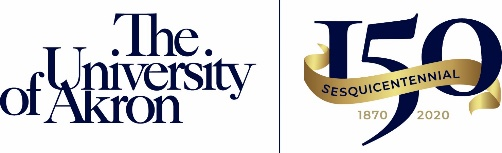 The
University
of Akron
150
SESQUICENTENNIAL
1870 2020